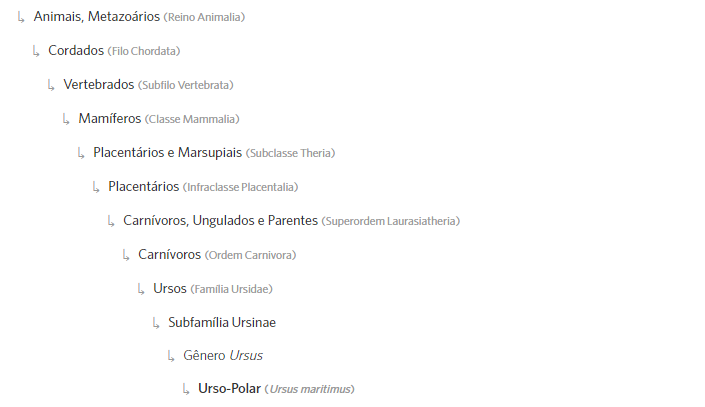 ↳ Animais, Metazoários (Reino Animalia)
↳ Cordados (Filo Chordata)
↳ Vertebrados (Subfilo Vertebrata)
↳ Mamíferos (Classe Mammalia)
↳ Placentários e Marsupiais (Subclasse Theria)
↳ Placentários (Infraclasse Placentalia)
↳ Carnívoros, Ungulados e Parentes (Superordem Laurasiatheria)
↳ Carnívoros (Ordem Carnivora)
↳ Ursos (Família Ursidae)
↳ Subfamília Ursinae
↳ Gênero Ursus
↳ Urso-Polar (Ursus maritimus)